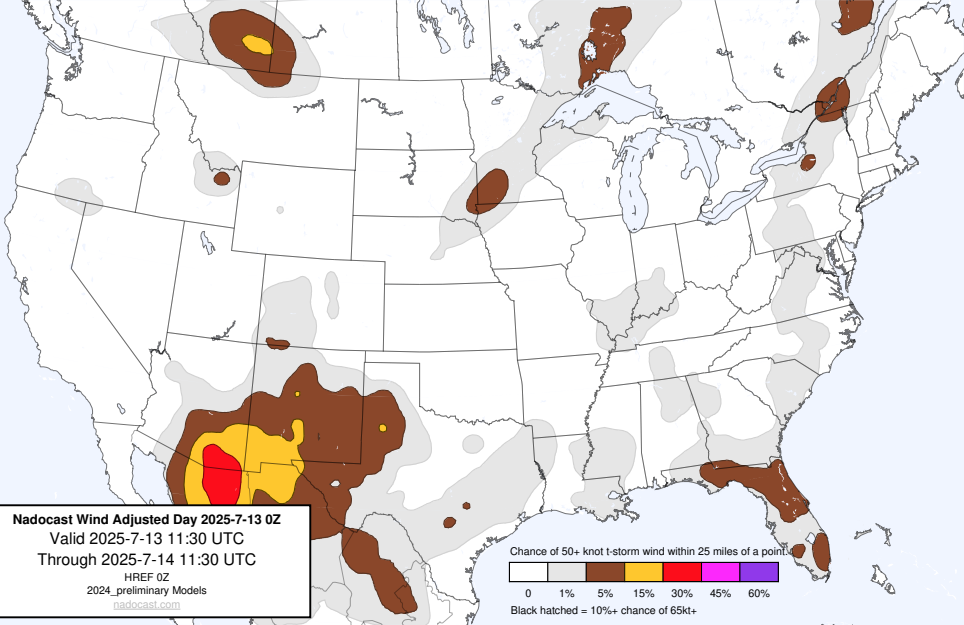 Nadocast Wind Adjusted Day 2025-7-13 0Z
Valid 2025-7-13 11:30 UTC
Through 2025-7-14 11:30 UTC
HREF 0Z
2024_preliminary Models
nadocast.com
Chance of 50+ knot t-storm wind within 25 miles of a point.
0 1% 5% 15% 30% 45% 60%
Black hatched = 10%+ chance of 65kt+